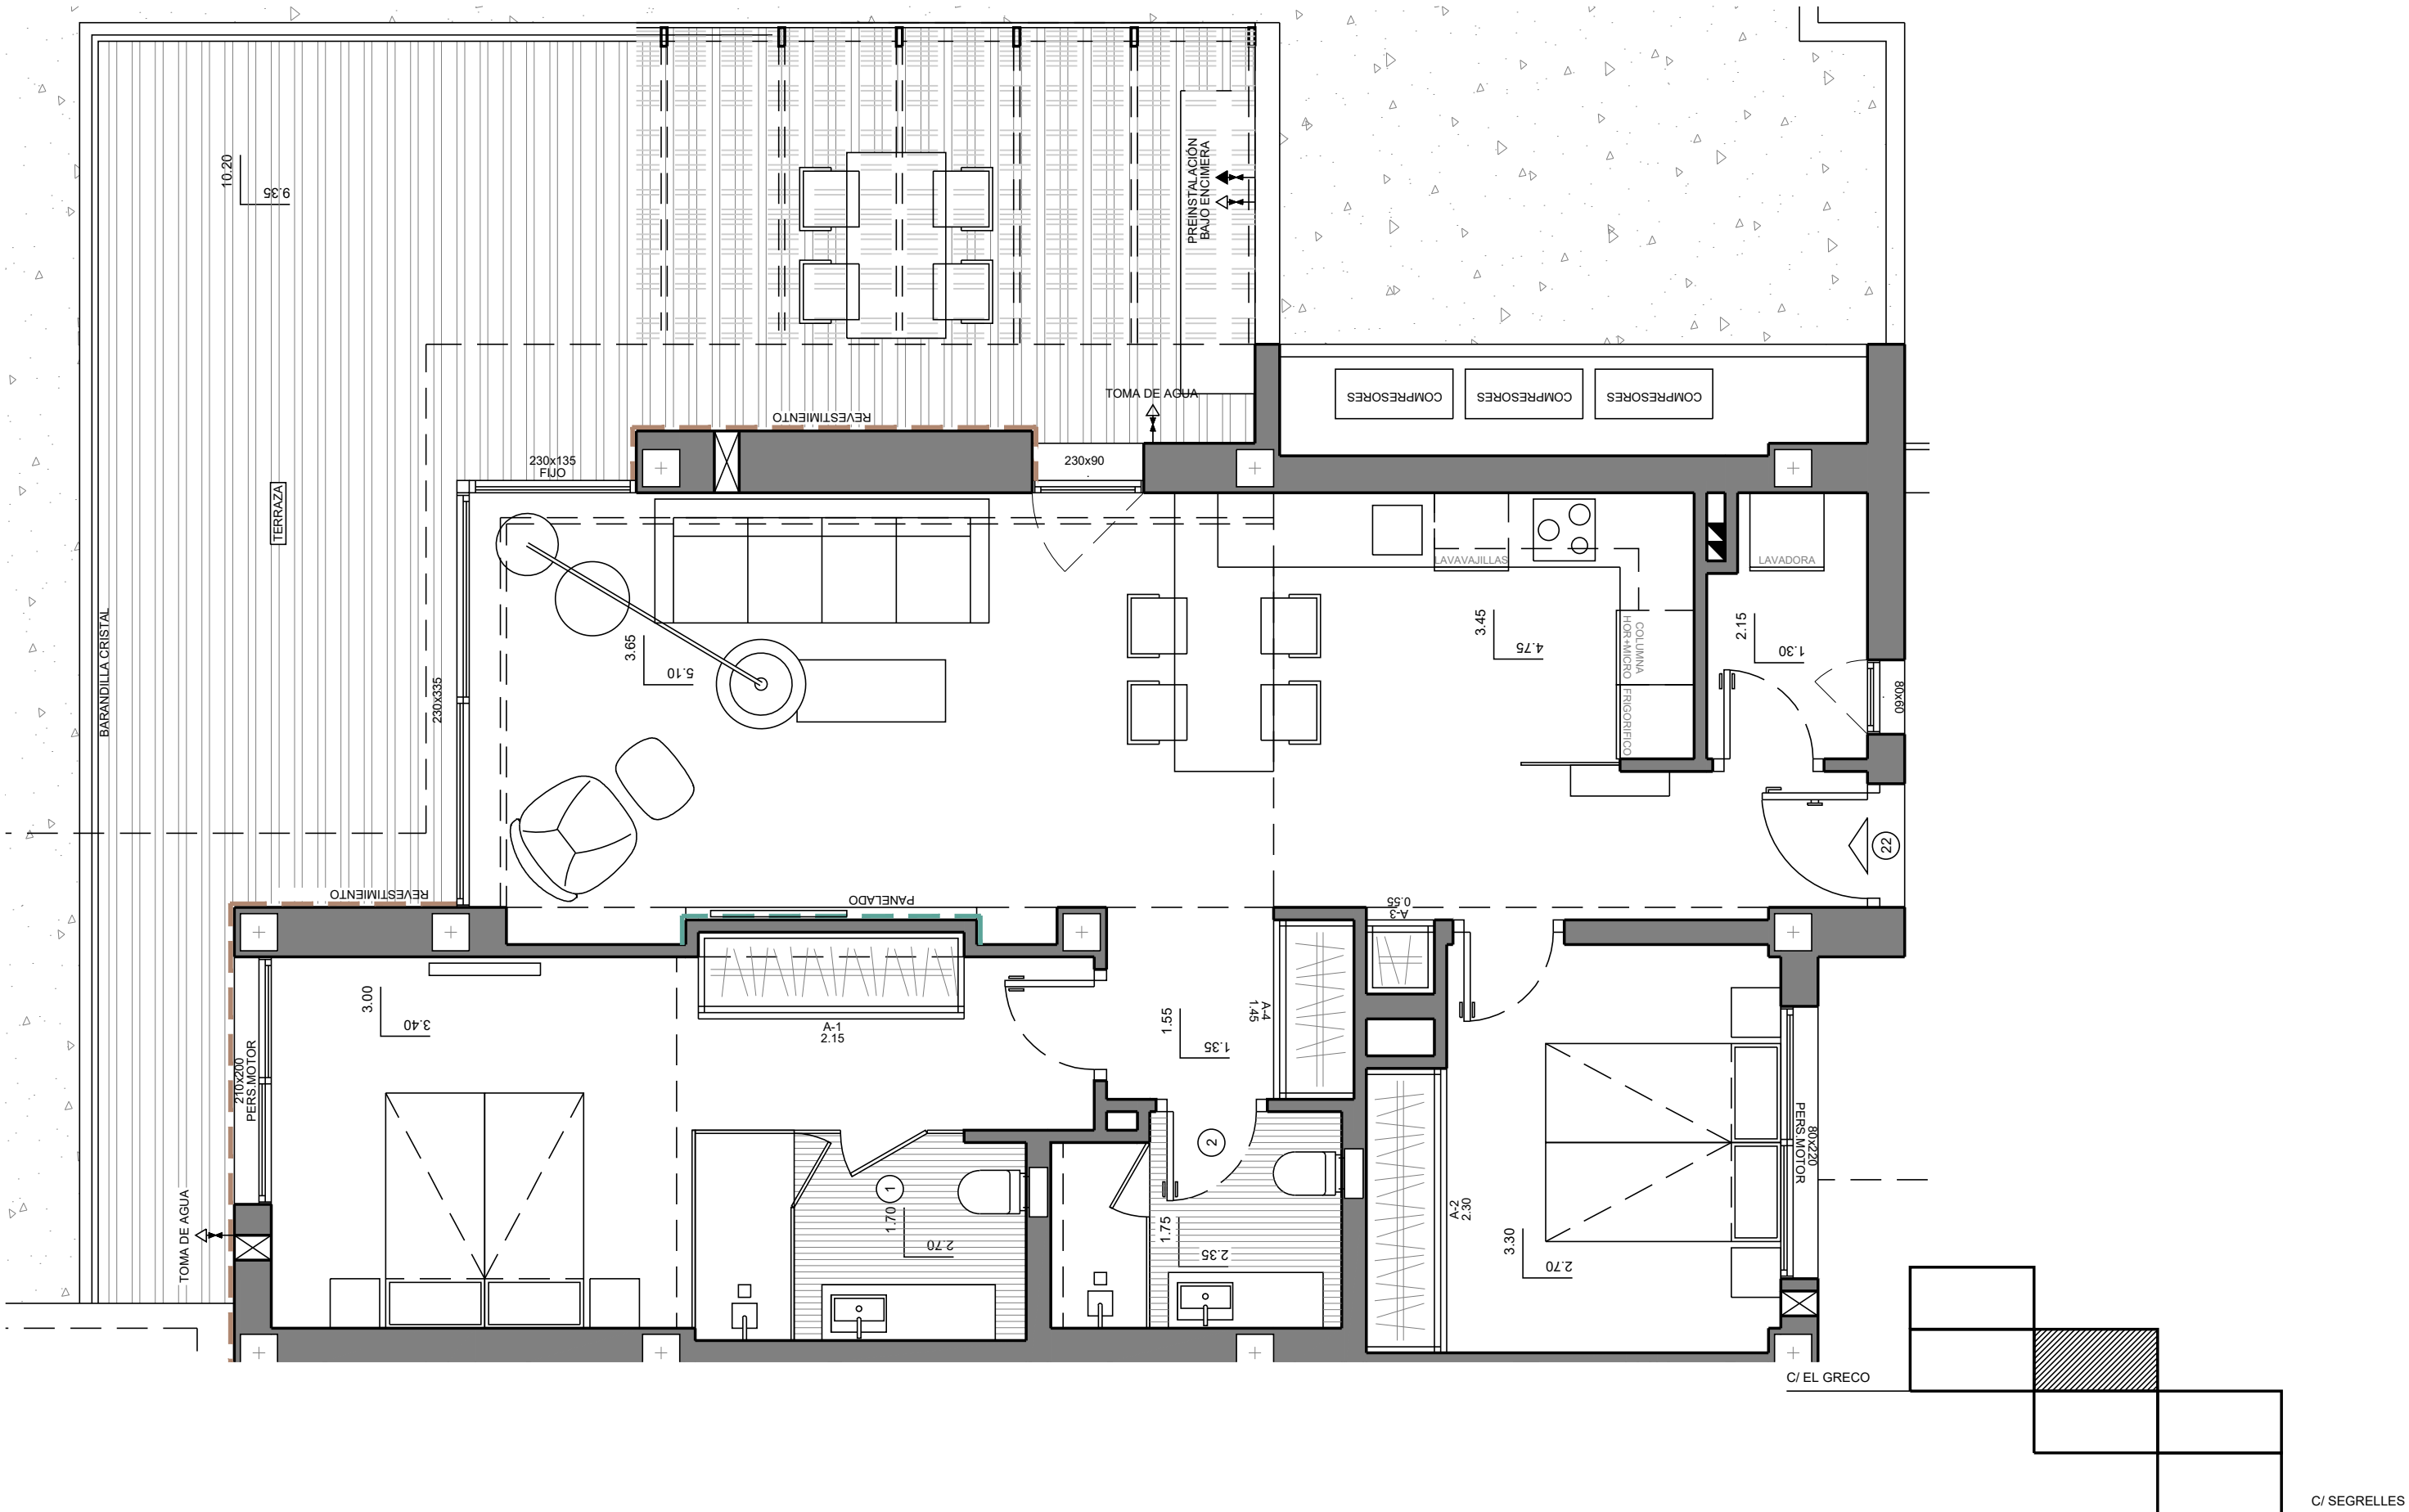 10.20
9.35
PREINSTALACIÓN
BAJO ENCIMERA
TOMA DE AGUA
COMPRESORES
COMPRESORES
COMPRESORES
REVESTIMIENTO
230x135
FIJO
230x90
TERRAZA
BARANDILLA CRISTAL
230x335
3.65
5.10
LAVAVAJILLAS
LAVADORA
3.45
4.75
COLUMNA
HOR+MICRO
FRIGORIFICO
2.15
1.30
80x60
22
REVESTIMIENTO
PANELADO
0.55
A-3
3.00
3.40
A-1
2.15
1.55
1.35
A-4
1.45
210x200
PERS.MOTOR
TOMA DE AGUA
1
1.70
2.70
2
1.75
2.35
A-2
2.30
3.30
2.70
80x220
PERS.MOTOR
C/ EL GRECO
C/ SEGRELLES